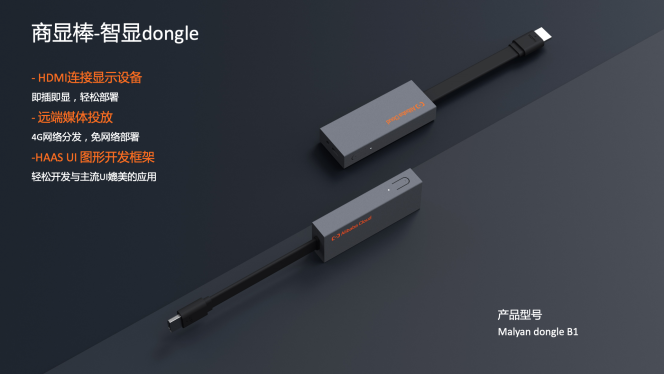 商显棒-智显dongle
- HDMI连接显示设备
即插即显，轻松部署
- 远端媒体投放
4G网络分发，免网络部署
-HAAS UI 图形开发框架
轻松开发与主流UI媲美的应用
产品型号
Malyan dongle B1